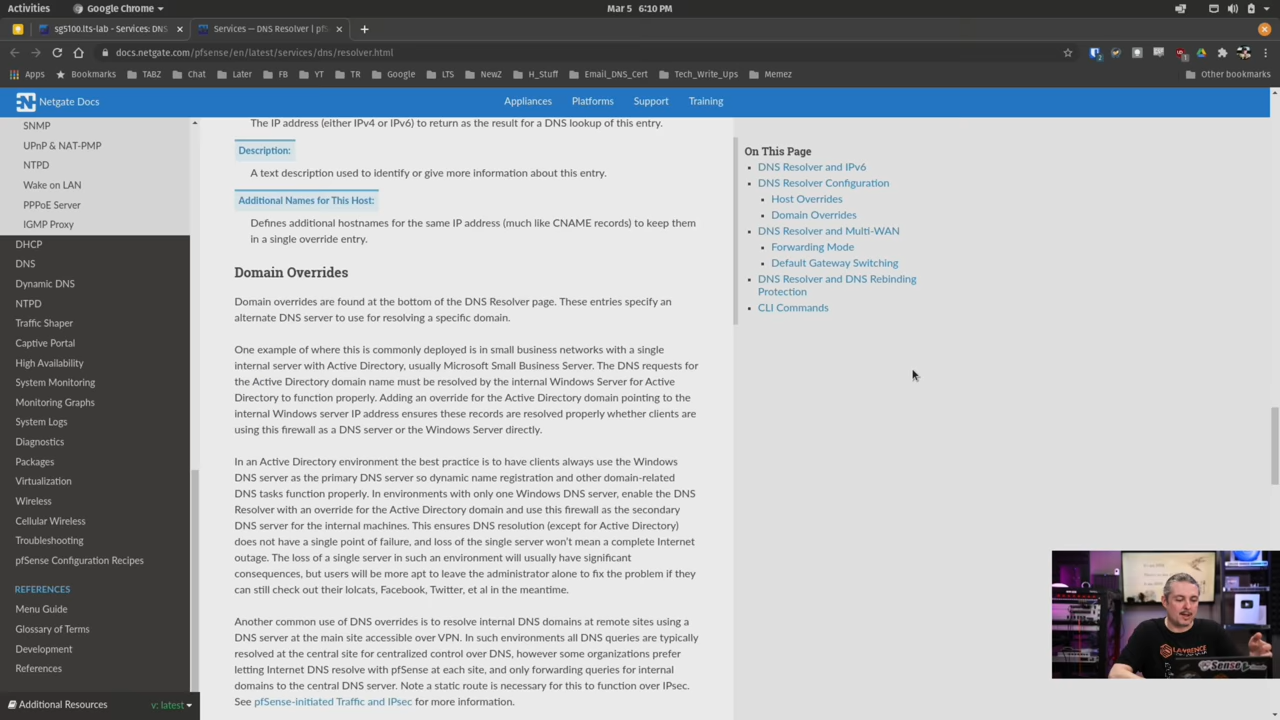 Activities
Google Chrome
Mar 5 6:10 PM
sg5100.lts-lab - Services: DNS
Services — DNS Resolver | pf
docs.netgate.com/pfsense/en/latest/services/dns/resolver.html
Apps
Bookmarks
TABZ
Chat
Later
FB
YT
TR
Google
LTS
NewZ
H_Stuff
Email_DNS_Cert
Tech_Write_Ups
Memez
Other bookmarks
Netgate Docs
Appliances
Platforms
Support
Training
SNMP
UPnP & NAT-PMP
NTPD
Wake on LAN
PPPoE Server
IGMP Proxy
DHCP
DNS
Dynamic DNS
NTPD
Traffic Shaper
Captive Portal
High Availability
System Monitoring
Monitoring Graphs
System Logs
Diagnostics
Packages
Virtualization
Wireless
Cellular Wireless
Troubleshooting
pfSense Configuration Recipes
REFERENCES
Menu Guide
Glossary of Terms
Development
References
Additional Resources
v: latest
The IP address (either IPv4 or IPv6) to return as the result for a DNS lookup of this entry.
Description:
A text description used to identify or give more information about this entry.
Additional Names for This Host:
Defines additional hostnames for the same IP address (much like CNAME records) to keep them
in a single override entry.
Domain Overrides
Domain overrides are found at the bottom of the DNS Resolver page. These entries specify an
alternate DNS server to use for resolving a specific domain.
One example of where this is commonly deployed is in small business networks with a single
internal server with Active Directory, usually Microsoft Small Business Server. The DNS requests for
the Active Directory domain name must be resolved by the internal Windows Server for Active
Directory to function properly. Adding an override for the Active Directory domain pointing to the
internal Windows server IP address ensures these records are resolved properly whether clients are
using this firewall as a DNS server or the Windows Server directly.
In an Active Directory environment the best practice is to have clients always use the Windows
DNS server as the primary DNS server so dynamic name registration and other domain-related
DNS tasks function properly. In environments with only one Windows DNS server, enable the DNS
Resolver with an override for the Active Directory domain and use this firewall as the secondary
DNS server for the internal machines. This ensures DNS resolution (except for Active Directory)
does not have a single point of failure, and loss of the single server won't mean a complete Internet
outage. The loss of a single server in such an environment will usually have significant
consequences, but users will be more apt to leave the administrator alone to fix the problem if they
can still check out their lolcats, Facebook, Twitter, et al in the meantime.
Another common use of DNS overrides is to resolve internal DNS domains at remote sites using a
DNS server at the main site accessible over VPN. In such environments all DNS queries are typically
resolved at the central site for centralized control over DNS, however some organizations prefer
letting Internet DNS resolve with pfSense at each site, and only forwarding queries for internal
domains to the central DNS server. Note a static route is necessary for this to function over IPsec.
See pfSense-initiated Traffic and IPsec for more information.
On This Page
DNS Resolver and IPv6
DNS Resolver Configuration
Host Overrides
Domain Overrides
DNS Resolver and Multi-WAN
Forwarding Mode
Default Gateway Switching
DNS Resolver and DNS Rebinding
Protection
CLI Commands